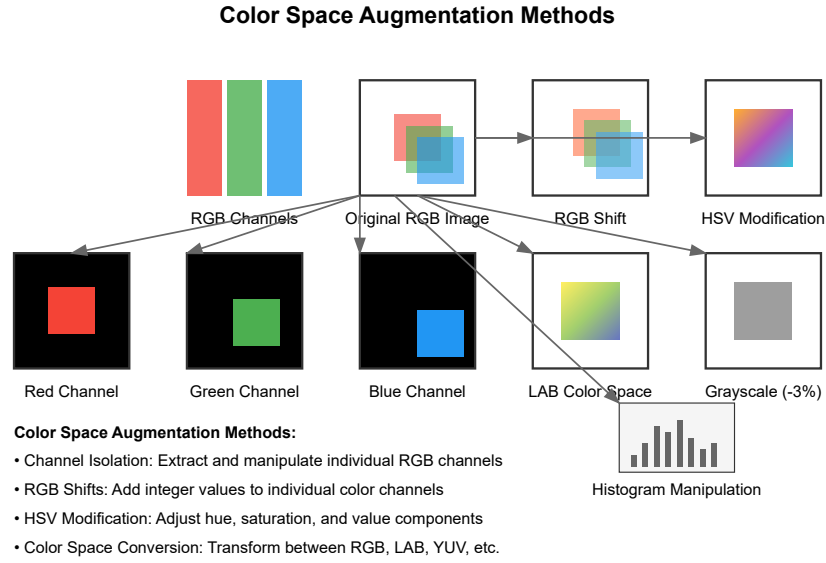 Color Space Augmentation Methods
RGB Channels
Original RGB Image
RGB Shift
HSV Modification
Red Channel
Green Channel
Blue Channel
LAB Color Space
Grayscale (-3%)
Color Space Augmentation Methods:
• Channel Isolation: Extract and manipulate individual RGB channels
• RGB Shifts: Add integer values to individual color channels
• HSV Modification: Adjust hue, saturation, and value components
• Color Space Conversion: Transform between RGB, LAB, YUV, etc.
Histogram Manipulation